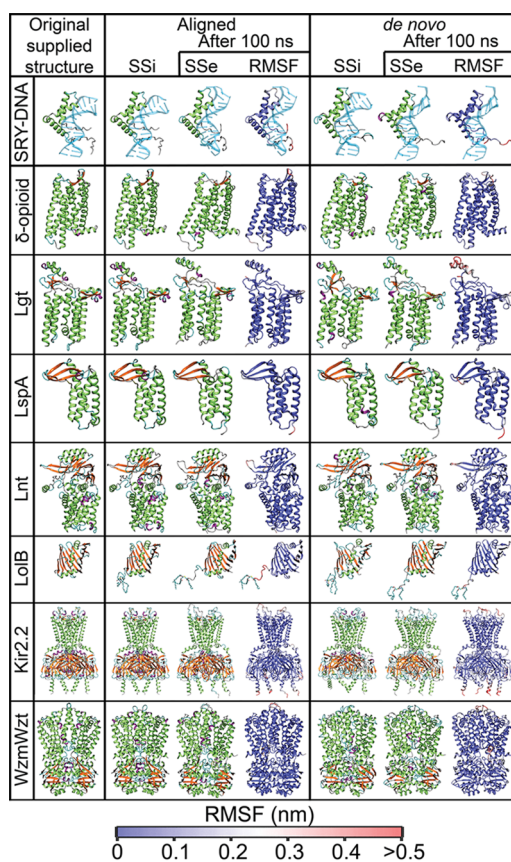 Original supplied structure
Aligned
de novo
After 100 ns
After 100 ns
SSi
SSe
RMSF
SSi
SSe
RMSF
SRY-DNA
δ-opioid
Lgt
LspA
Lnt
LolB
Kir2.2
WzmWzt
RMSF (nm)
0 0.1 0.2 0.3 0.4 >0.5